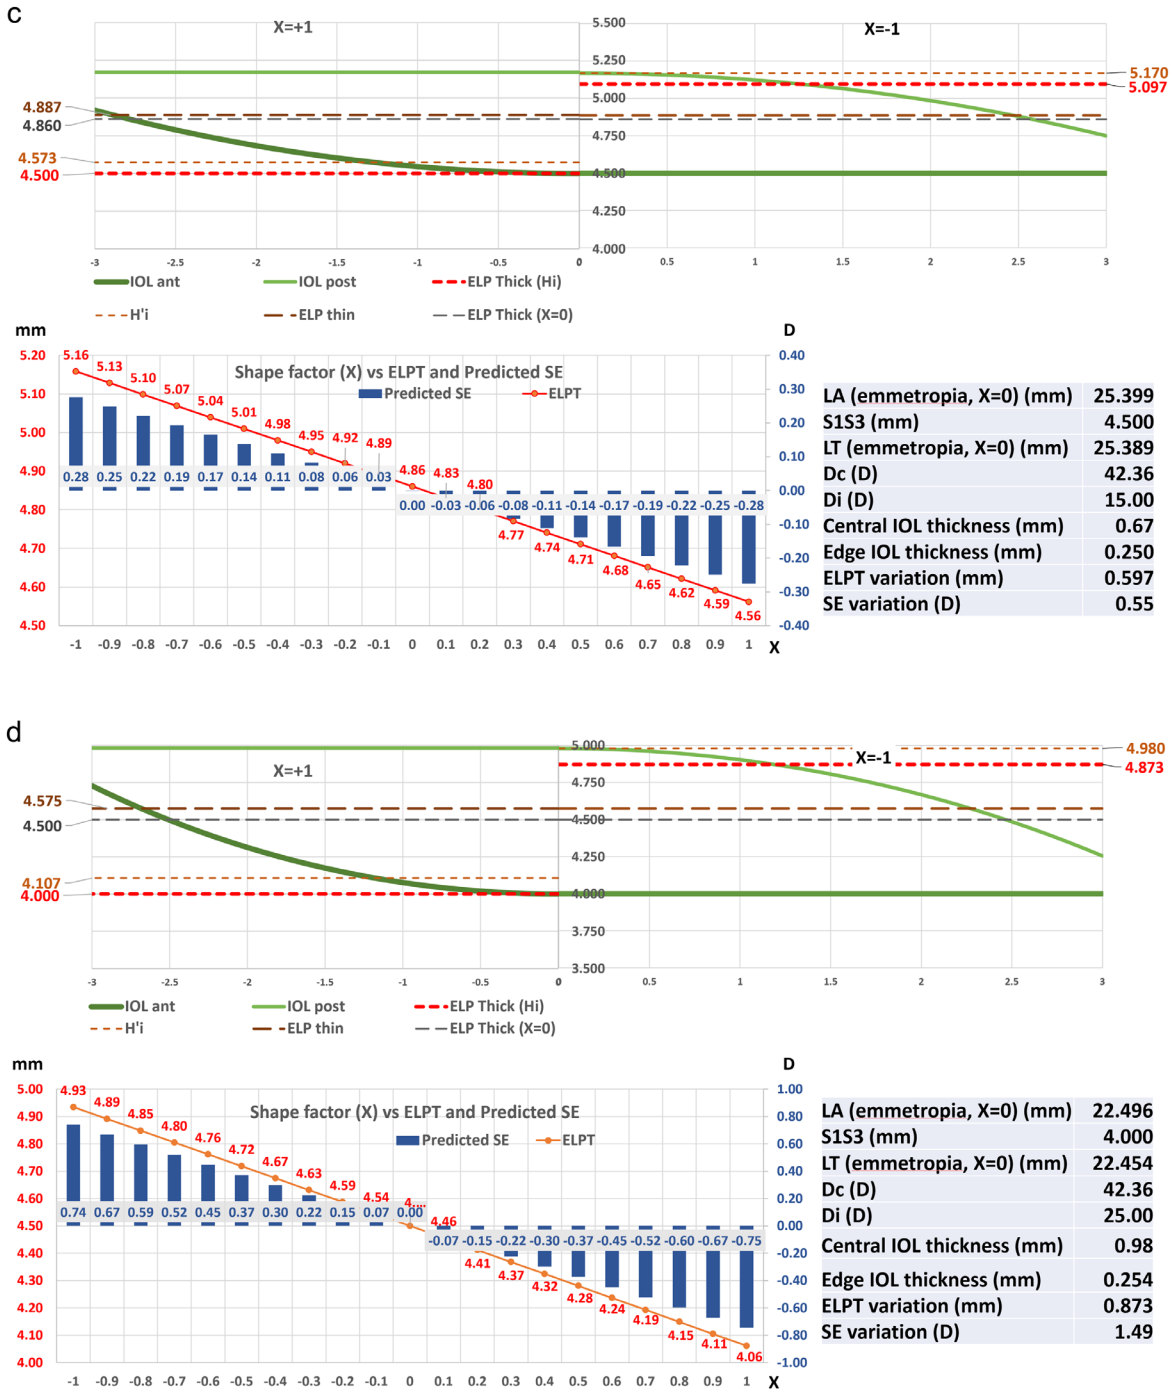 c
X=+1
5.500
X=-1
5.250
5.170
5.097
5.000
4.887
4.860
4.750
4.573
4.500
4.500
4.250
4.000
-3 -2.5 -2 -1.5 -1 -0.5 0 0.5 1 1.5 2 2.5 3
IOL ant IOL post ELP Thick (Hi)
H'i ELP thin ELP Thick (X=0)
mm D
5.20 5.10 5.00 4.90 4.80 4.70 4.60 4.50
Shape factor (X) vs ELPT and Predicted SE
Predicted SE ELPT
5.16 5.13 5.10 5.07 5.04 5.01 4.98 4.95 4.92 4.89 4.86 4.83 4.80 4.77 4.74 4.71 4.68 4.65 4.62 4.59 4.56
0.28 0.25 0.22 0.19 0.17 0.14 0.11 0.08 0.06 0.03 0.00 -0.03 -0.06 -0.08 -0.11 -0.14 -0.17 -0.19 -0.22 -0.25 -0.28
0.40 0.30 0.20 0.10 0.00 -0.10 -0.20 -0.30 -0.40
-1 -0.9 -0.8 -0.7 -0.6 -0.5 -0.4 -0.3 -0.2 -0.1 0 0.1 0.2 0.3 0.4 0.5 0.6 0.7 0.8 0.9 1 X
LA (emmetropia, X=0) (mm) 25.399
S1S3 (mm) 4.500
LT (emmetropia, X=0) (mm) 25.389
Dc (D) 42.36
Di (D) 15.00
Central IOL thickness (mm) 0.67
Edge IOL thickness (mm) 0.250
ELPT variation (mm) 0.597
SE variation (D) 0.55
d
X=+1
5.000
X=-1
4.980
4.873
4.750
4.575
4.500
4.500
4.250
4.107
4.000
4.000
3.750
3.500
-3 -2.5 -2 -1.5 -1 -0.5 0 0.5 1 1.5 2 2.5 3
IOL ant IOL post ELP Thick (Hi)
H'i ELP thin ELP Thick (X=0)
mm D
5.00 4.90 4.80 4.70 4.60 4.50 4.40 4.30 4.20 4.10 4.00
Shape factor (X) vs ELPT and Predicted SE
Predicted SE ELPT
4.93 4.89 4.85 4.80 4.76 4.72 4.67 4.63 4.59 4.54 4.... 4.46 4.41 4.37 4.32 4.28 4.24 4.19 4.15 4.11 4.06
0.74 0.67 0.59 0.52 0.45 0.37 0.30 0.22 0.15 0.07 0.00 -0.07 -0.15 -0.22 -0.30 -0.37 -0.45 -0.52 -0.60 -0.67 -0.75
1.00 0.80 0.60 0.40 0.20 0.00 -0.20 -0.40 -0.60 -0.80 -1.00
-1 -0.9 -0.8 -0.7 -0.6 -0.5 -0.4 -0.3 -0.2 -0.1 0 0.1 0.2 0.3 0.4 0.5 0.6 0.7 0.8 0.9 1 X
LA (emmetropia, X=0) (mm) 22.496
S1S3 (mm) 4.000
LT (emmetropia, X=0) (mm) 22.454
Dc (D) 42.36
Di (D) 25.00
Central IOL thickness (mm) 0.98
Edge IOL thickness (mm) 0.254
ELPT variation (mm) 0.873
SE variation (D) 1.49